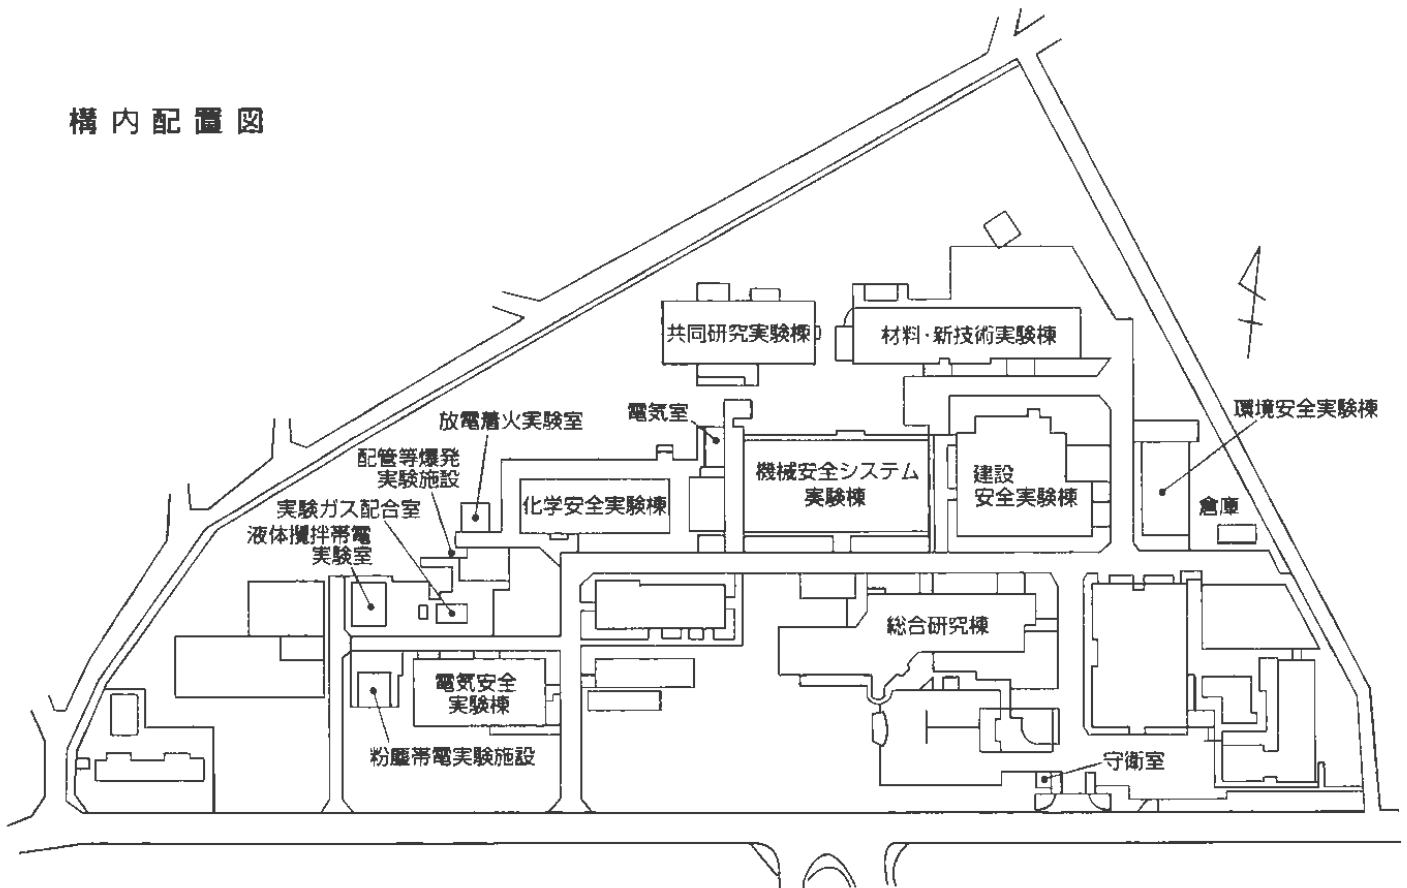 構内配置図
共同研究実験棟
材料・新技術実験棟
環境安全実験棟
電気室
放電着火実験室
配管等爆発
実験施設
機械安全システム
実験棟
建設
安全実験棟
化学安全実験棟
実験ガス配合室
倉庫
液体攪拌帯電
実験室
総合研究棟
電気安全
実験棟
粉塵帯電実験施設
守衛室